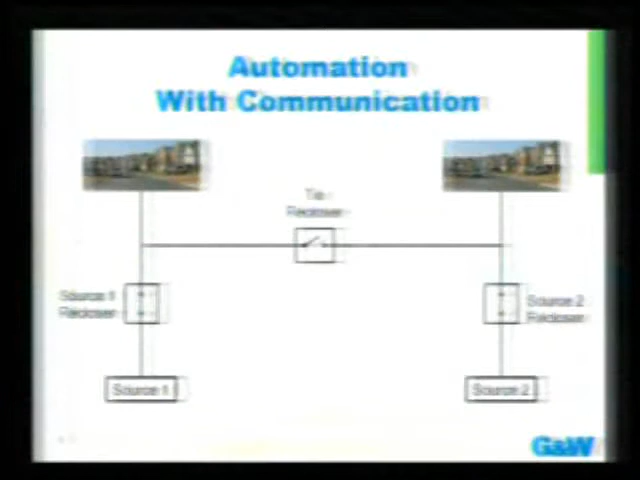 Automation
With Communication
Tie
Recloser
Source 1
Recloser
Source 2
Recloser
Source 1
Source 2
G&W